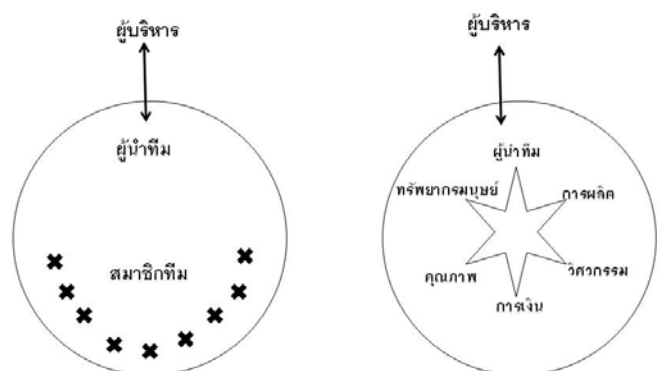 ผู้บริหาร
ผู้นำทีม
สมาชิกทีม
ผู้บริหาร
ผู้นำทีม
ทรัพยากรมนุษย์
การผลิต
คุณภาพ
วิศวกรรม
การเงิน